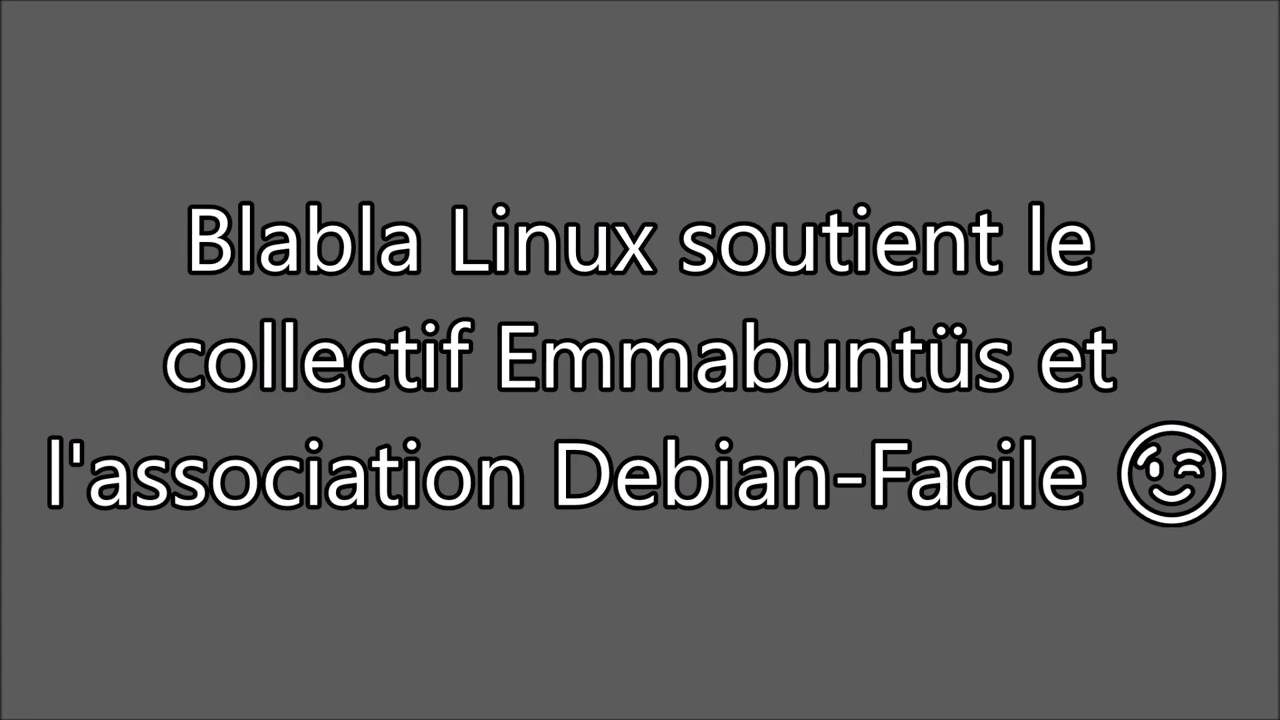 Blabla Linux soutient le
collectif Emmabuntüs et
l'association Debian-Facile 😉